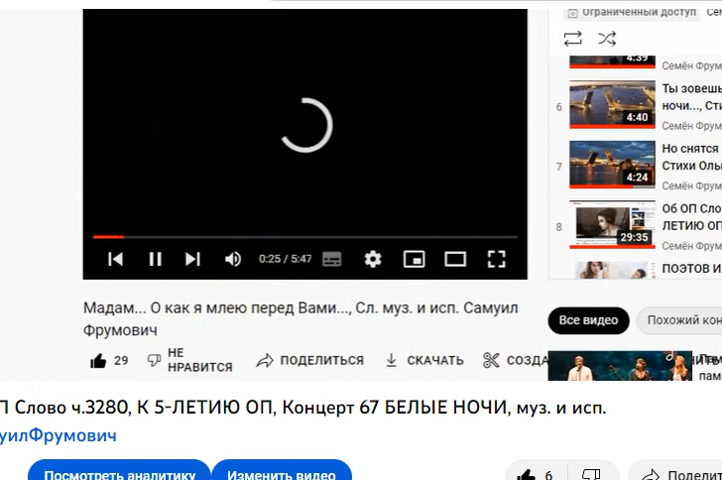 Ограниченный доступ
4:39
Семён Фрум
6
4:40
Ты зовешь
ночи..., Сти
Семён Фрум
7
4:24
Но снятся
Стихи Оль
Семён Фрум
8
29:35
Об ОП Сло
ЛЕТИЮ ОП
Семён Фрум
ПОЭТОВ И
0:25 / 5:47
Мадам... О как я млею перед Вами..., Сл. муз. и исп. Самуил
Фрумович
Все видео
Похожий кон
29
НЕ
НРАВИТСЯ
ПОДЕЛИТЬСЯ
СКАЧАТЬ
СОЗДА
П Слово ч.3280, К 5-ЛЕТИЮ ОП, Концерт 67 БЕЛЫЕ НОЧИ, муз. и исп.
уилФрумович
Посмотреть аналитику
Изменить видео
6
Поделит